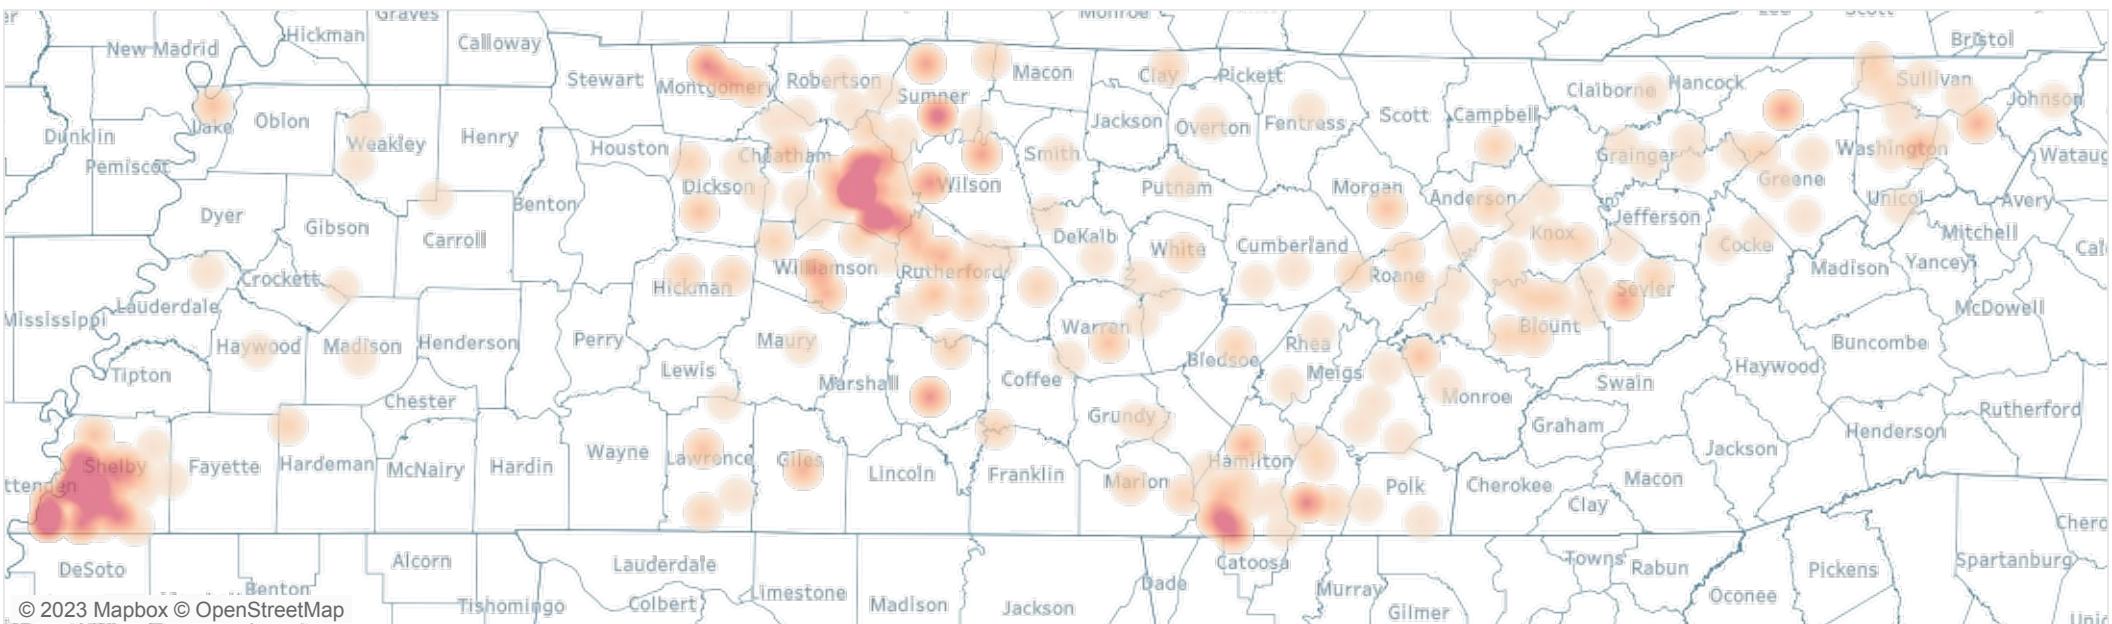 Graves
Monroe
Scott
Hickman
Calloway
Bristol
New Madrid
Stewart
Montgomery
Robertson
Macon
Clay
Pickett
Claiborne
Hancock
Sullivan
Sumner
Johnson
Lake
Obion
Dunklin
Weakley
Henry
Houston
Cheatham
Jackson
Overton
Fentress
Scott
Campbell
Smith
Grainger
Washington
Watauga
Pemiscot
Dickson
Wilson
Putnam
Morgan
Anderson
Greene
Unicoi
Avery
Dyer
Gibson
Carroll
Benton
DeKalb
White
Cumberland
Knox
Jefferson
Cocke
Mitchell
Crockett
Williamson
Rutherford
Roane
Madison
Yancey
Lauderdale
Hickman
Sevier
McDowell
Mississippi
Haywood
Madison
Henderson
Perry
Maury
Warren
Bledsoe
Rhea
Blount
Buncombe
Tipton
Lewis
Marshall
Coffee
Meigs
Monroe
Swain
Haywood
Chester
Grundy
Graham
Rutherford
Henderson
Shelby
Fayette
Hardeman
McNairy
Hardin
Wayne
Lawrence
Giles
Lincoln
Franklin
Marion
Hamilton
Polk
Cherokee
Macon
Jackson
ttenden
Clay
Chero
DeSoto
Alcorn
Lauderdale
Limestone
Madison
Jackson
Dade
Catoosa
Murray
Gilmer
Towns
Rabun
Oconee
Pickens
Spartanburg
Benton
Tishomingo
Colbert
© 2023 Mapbox © OpenStreetMap